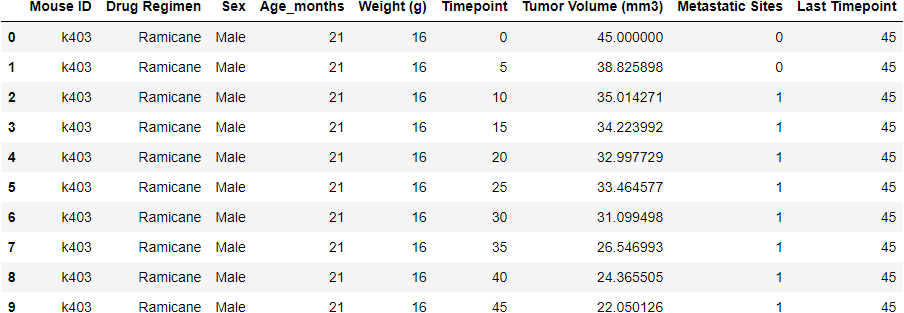 Mouse ID Drug Regimen Sex Age_months Weight (g) Timepoint Tumor Volume (mm3) Metastatic Sites Last Timepoint
0 k403 Ramicane Male 21 16 0 45.000000 0 45
1 k403 Ramicane Male 21 16 5 38.825898 0 45
2 k403 Ramicane Male 21 16 10 35.014271 1 45
3 k403 Ramicane Male 21 16 15 34.223992 1 45
4 k403 Ramicane Male 21 16 20 32.997729 1 45
5 k403 Ramicane Male 21 16 25 33.464577 1 45
6 k403 Ramicane Male 21 16 30 31.099498 1 45
7 k403 Ramicane Male 21 16 35 26.546993 1 45
8 k403 Ramicane Male 21 16 40 24.365505 1 45
9 k403 Ramicane Male 21 16 45 22.050126 1 45